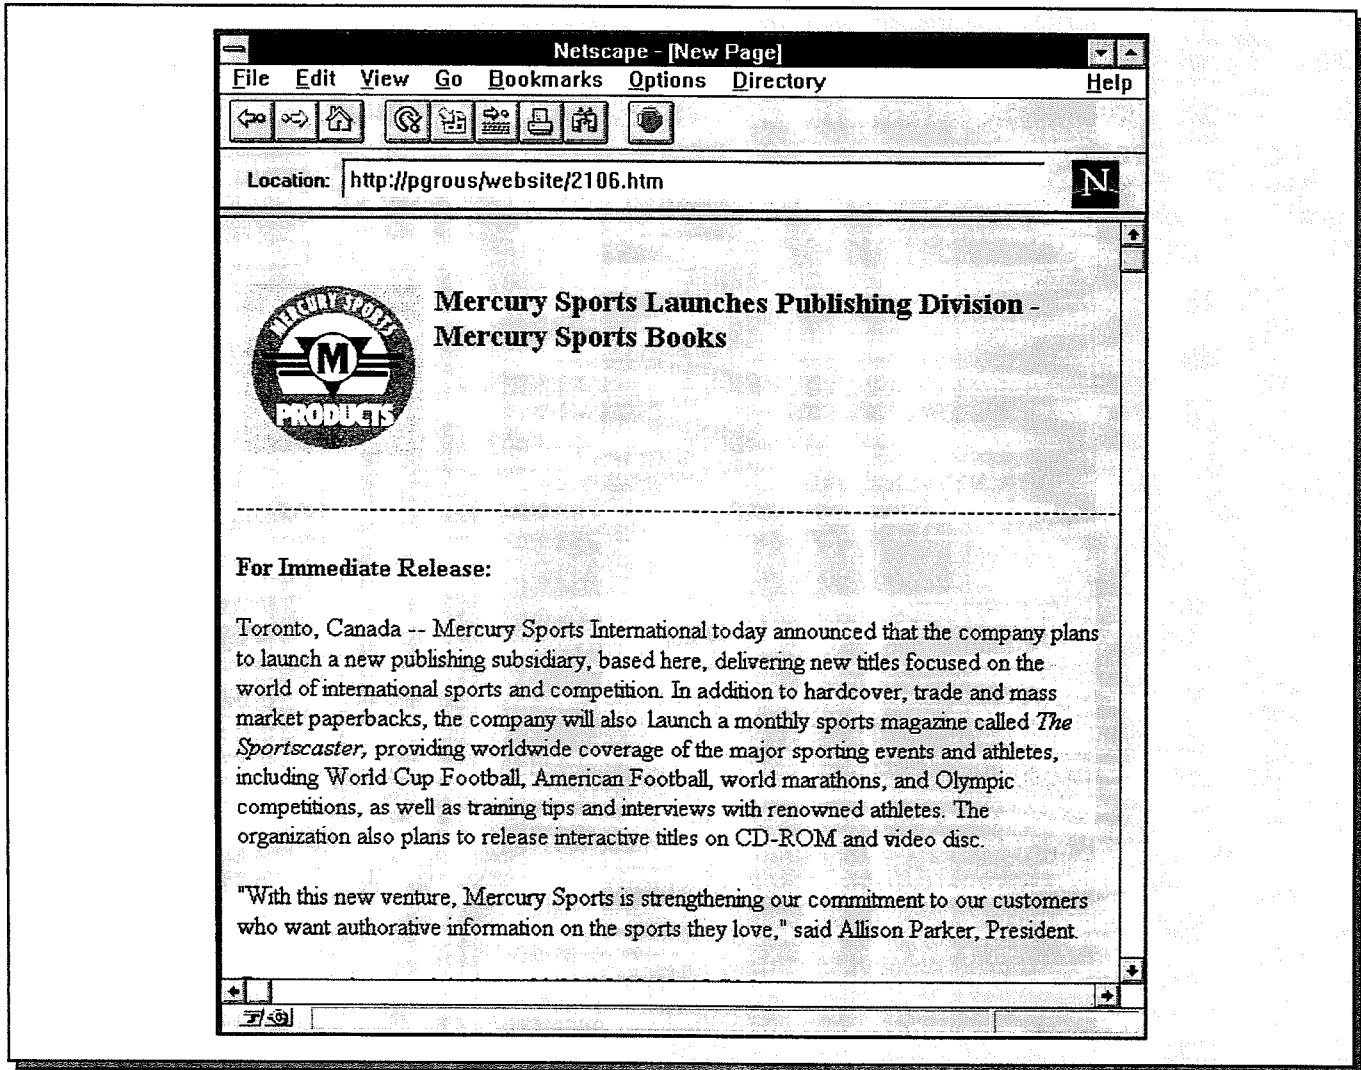 Netscape - [New Page]
File Edit View Go Bookmarks Options Directory Help
Location: http://pgrous/website/2106.htm
N
MERCURY SPORTS
M
PRODUCTS
Mercury Sports Launches Publishing Division -
Mercury Sports Books
For Immediate Release:
Toronto, Canada -- Mercury Sports International today announced that the company plans
to launch a new publishing subsidiary, based here, delivering new titles focused on the
world of international sports and competition. In addition to hardcover, trade and mass
market paperbacks, the company will also launch a monthly sports magazine called The
Sportscaster, providing worldwide coverage of the major sporting events and athletes,
including World Cup Football, American Football, world marathons, and Olympic
competitions, as well as training tips and interviews with renowned athletes. The
organization also plans to release interactive titles on CD-ROM and video disc.
"With this new venture, Mercury Sports is strengthening our commitment to our customers
who want authorative information on the sports they love," said Allison Parker, President.